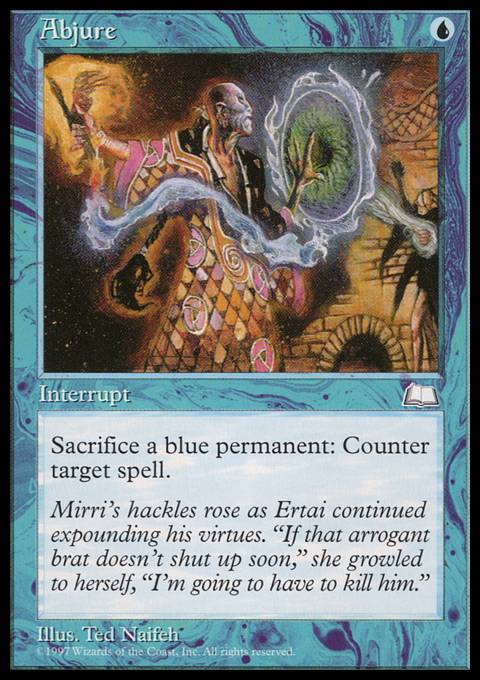 Abjure
Interrupt
Sacrifice a blue permanent: Counter
target spell.
Mirri's hackles rose as Ertai continued
expounding his virtues. “If that arrogant
brat doesn't shut up soon,” she growled
to herself, “I'm going to have to kill him.”
Illus. Ted Naifeh
©1997 Wizards of the Coast, Inc. All rights reserved.